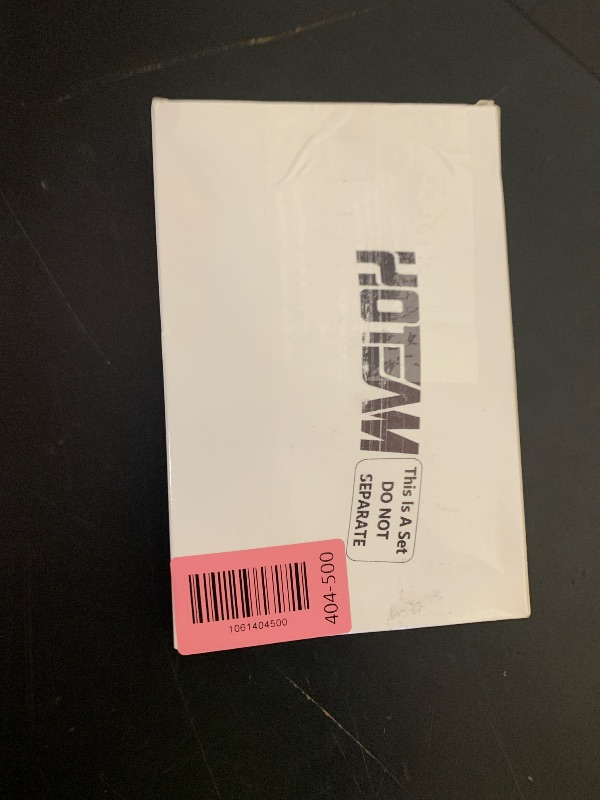 HOTEAM
This Is A Set
DO NOT
SEPARATE
404-500
1061404500